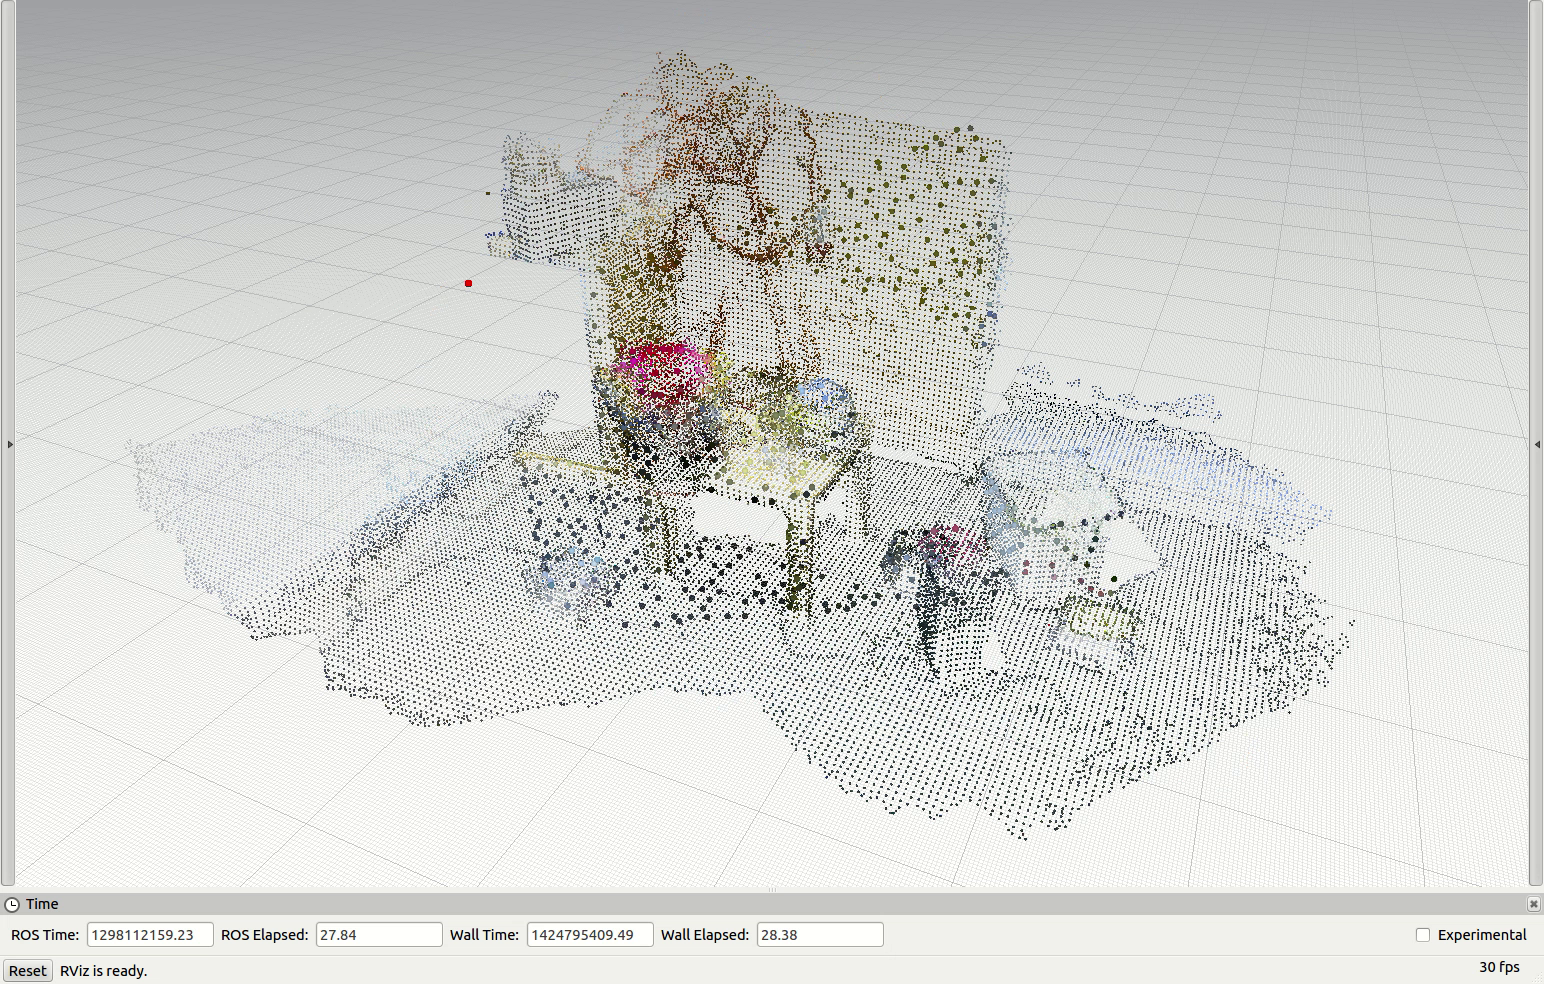 Time
ROS Time: 1298112159.23 ROS Elapsed: 27.84 Wall Time: 1424795409.49 Wall Elapsed: 28.38 Experimental
Reset RViz is ready. 30 fps